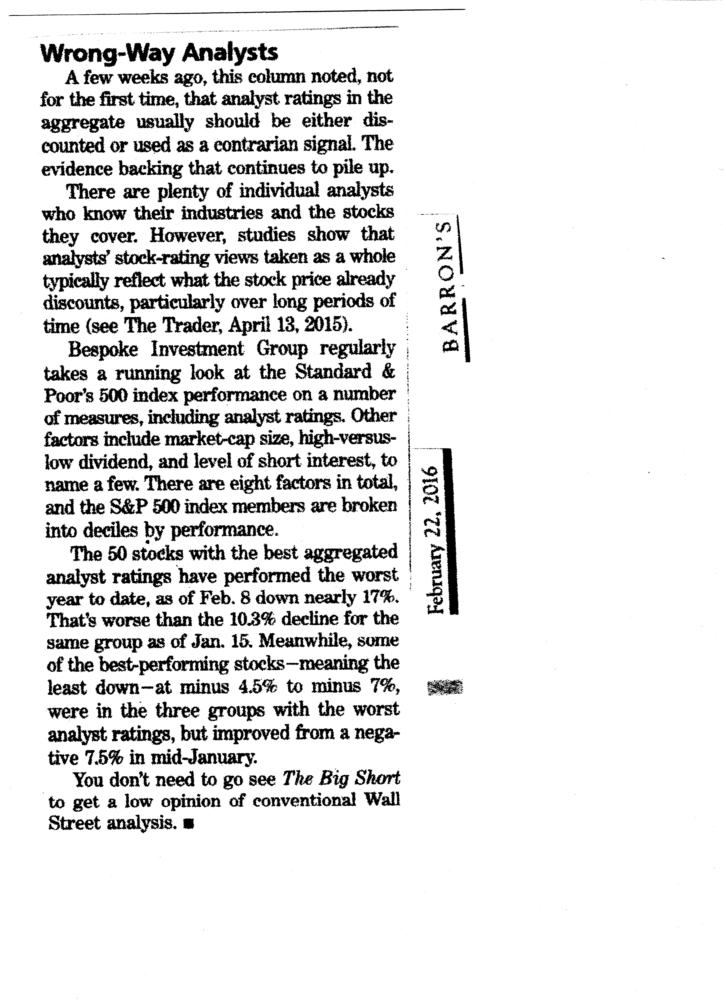 Wrong-Way Analysts
A few weeks ago, this column noted, not
for the first time, that analyst ratings in the
aggregate usually should be either dis-
counted or used as a contrarian signal. The
evidence backing that continues to pile up.
There are plenty of individual analysts
who know their industries and the stocks
they cover. However, studies show that
analysts' stock-rating views taken as a whole
typically reflect what the stock price already
discounts, particularly over long periods of
time (see The Trader, April 13, 2015).
Bespoke Investment Group regularly
takes a running look at the Standard &
Poor's 500 index performance on a number
of measures, including analyst ratings. Other
factors include market-cap size, high-versus-
low dividend, and level of short interest, to
name a few. There are eight factors in total,
and the S&P 500 index members are broken
into deciles by performance.
The 50 stocks with the best aggregated
analyst ratings have performed the worst
year to date, as of Feb. 8 down nearly 17%.
That's worse than the 10.3% decline for the
same group as of Jan. 15. Meanwhile, some
of the best-performing stocks—meaning the
least down—at minus 4.5% to minus 7%,
were in the three groups with the worst
analyst ratings, but improved from a nega-
tive 7.5% in mid-January.
You don't need to go see The Big Short
to get a low opinion of conventional Wall
Street analysis. ■
BARRON'S
February 22, 2016